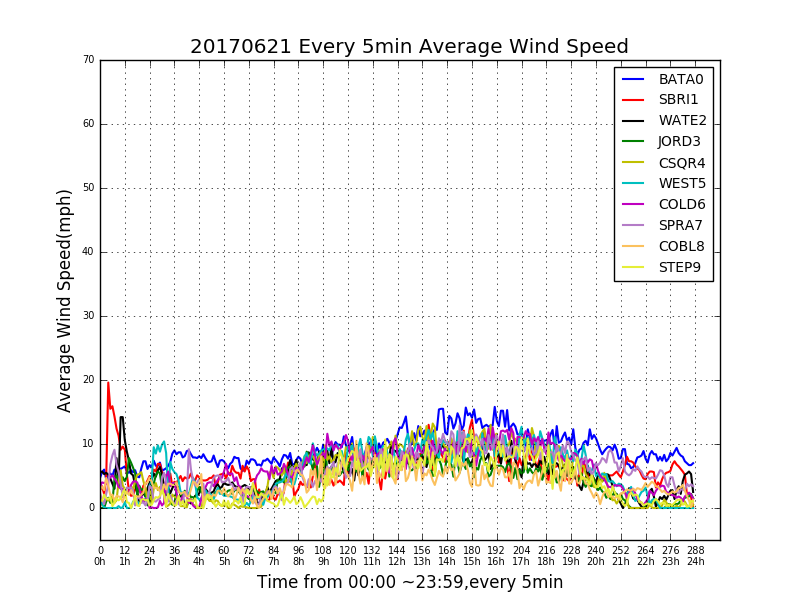 20170621 Every 5min Average Wind Speed
70
60
50
40
30
20
10
0
Average Wind Speed(mph)
BATA0
SBRI1
WATE2
JORD3
CSQR4
WEST5
COLD6
SPRA7
COBL8
STEP9
0 12 24 36 48 60 72 84 96 108 120 132 144 156 168 180 192 204 216 228 240 252 264 276 288
0h 1h 2h 3h 4h 5h 6h 7h 8h 9h 10h 11h 12h 13h 14h 15h 16h 17h 18h 19h 20h 21h 22h 23h 24h
Time from 00:00 ~23:59,every 5min